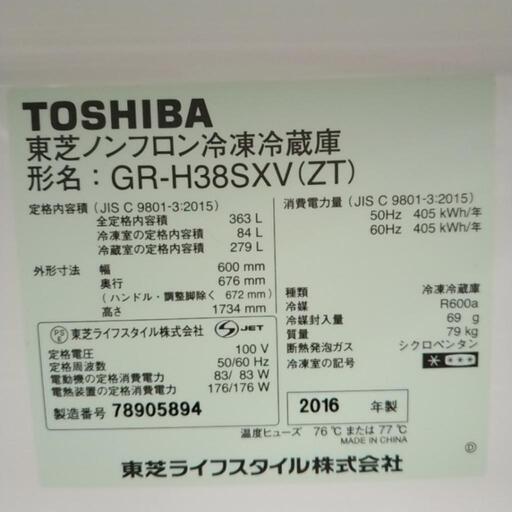 TOSHIBA
東芝ノンフロン冷凍冷蔵庫
形名：GR-H38SXV(ZT)
定格内容積 (JIS C 9801-3:2015)
全定格内容積 363 L
冷凍室の定格内容積 84 L
冷蔵室の定格内容積 279 L
外形寸法 幅 600 mm
奥行 676 mm
(ハンドル・調整脚除く 672 mm)
高さ 1734 mm
消費電力量 (JIS C 9801-3:2015)
50Hz 405 kWh/年
60Hz 405 kWh/年
種類 冷凍冷蔵庫
冷媒 R600a
冷媒封入量 69 g
質量 79 kg
断熱発泡ガス シクロペンタン
冷凍室の記号
PS E 東芝ライフスタイル株式会社 S JET
定格電圧 100 V
定格周波数 50/60 Hz
電動機の定格消費電力 83/ 83 W
電熱装置の定格消費電力 176/176 W
製造番号 78905894
2016 年製
温度ヒューズ 76℃ または 77℃
MADE IN CHINA
D
東芝ライフスタイル株式会社